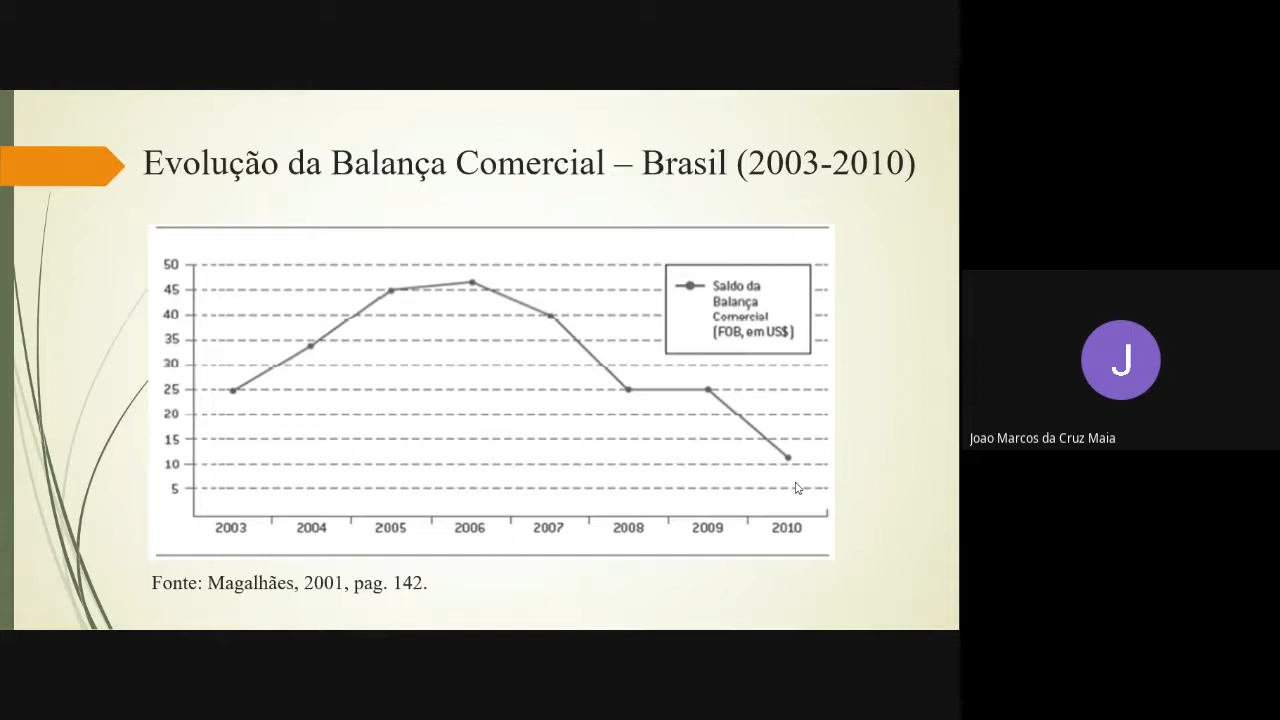 Evolução da Balança Comercial – Brasil (2003-2010)
50
45
40
35
30
25
20
15
10
5
Saldo da
Balança
Comercial
(FOB, em US$)
2003 2004 2005 2006 2007 2008 2009 2010
Fonte: Magalhães, 2001, pag. 142.
J
Joao Marcos da Cruz Maia